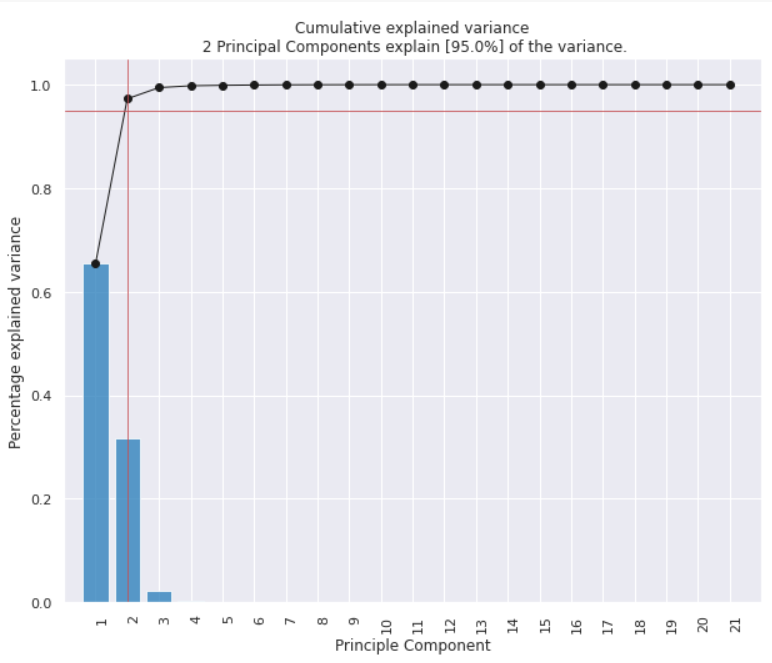 Cumulative explained variance
2 Principal Components explain [95.0%] of the variance.
Percentage explained variance
1.0
0.8
0.6
0.4
0.2
0.0
1 2 3 4 5 6 7 8 9 10 11 12 13 14 15 16 17 18 19 20 21
Principle Component